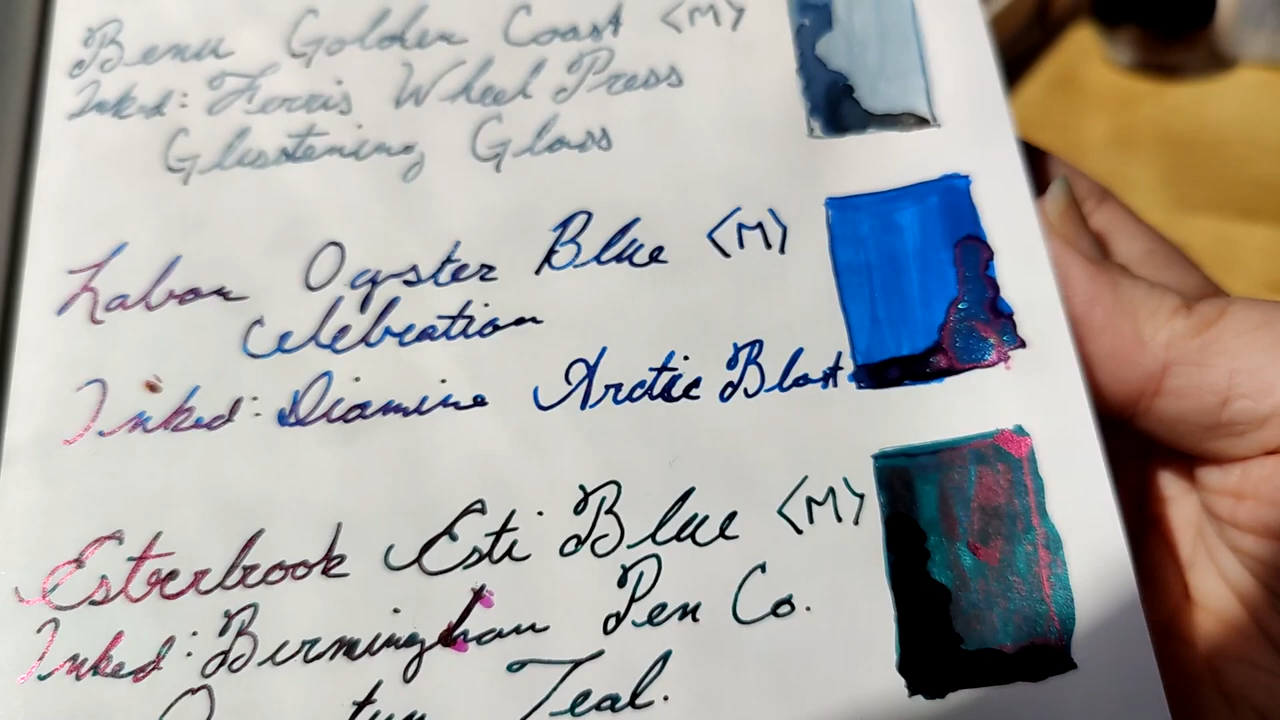 Benu Golden Coast <M>
Inked: Ferris Wheel Press
Glistening Glass
Laban Oyster Blue <M>
Celebration
Inked: Diamine Arctic Blast
Esterbrook Esti Blue <M>
Inked: Birmingham Pen Co.
Teal.